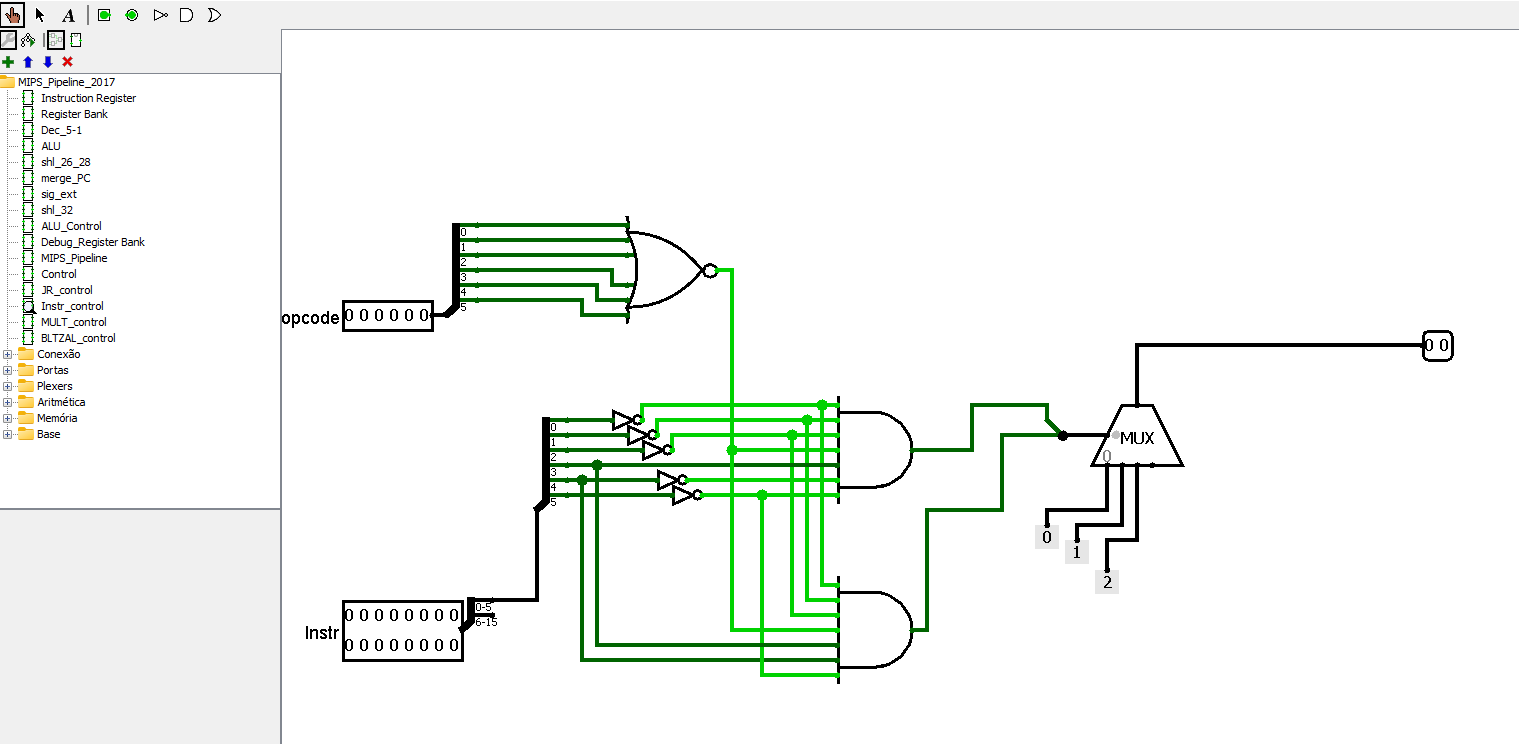 A
MIPS_Pipeline_2017
Instruction Register
Register Bank
Dec_5-1
ALU
shl_26_28
merge_PC
sig_ext
shl_32
ALU_Control
Debug_Register Bank
MIPS_Pipeline
Control
JR_control
Instr_control
MULT_control
BLTZAL_control
Conexão
Portas
Plexers
Aritmética
Memória
Base
0
1
2
3
4
5
opcode 0 0 0 0 0 0
0
1
2
3
4
5
Instr
0 0 0 0 0 0 0 0
0 0 0 0 0 0 0 0
0-5
6-15
0 0
MUX
0
0
1
2